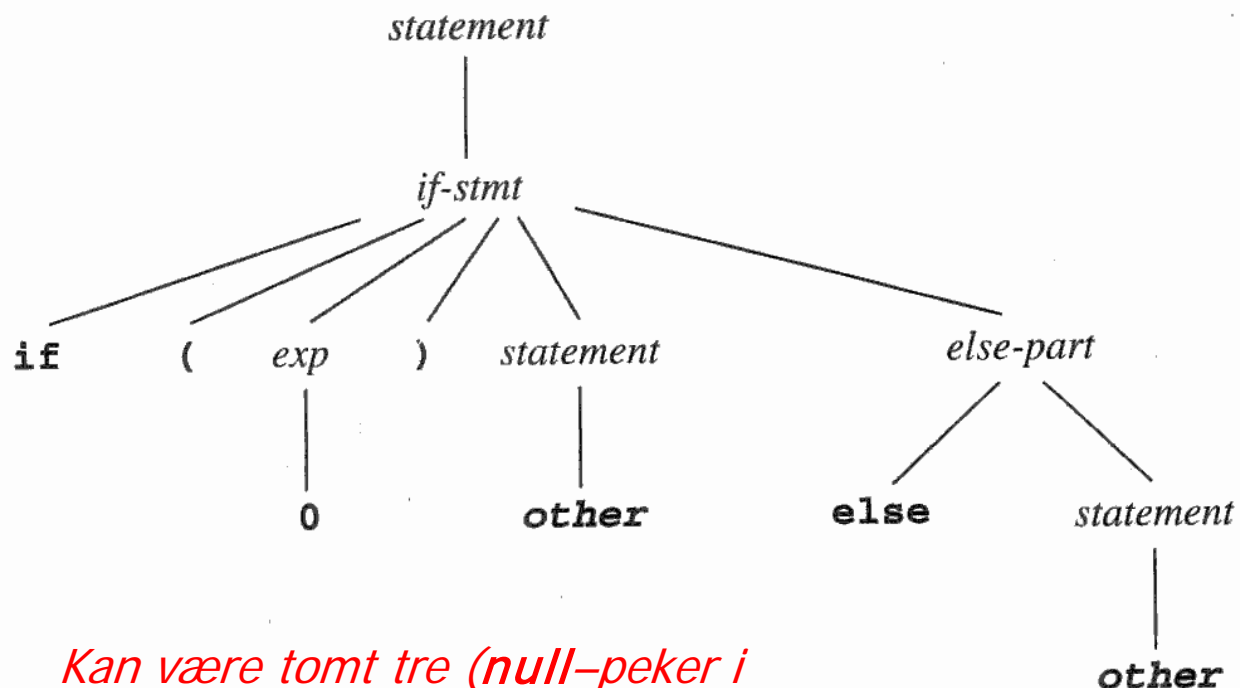 statement
if-stmt
if ( exp ) statement else-part
0 other else statement
other
Kan være tomt tre (null–peker i